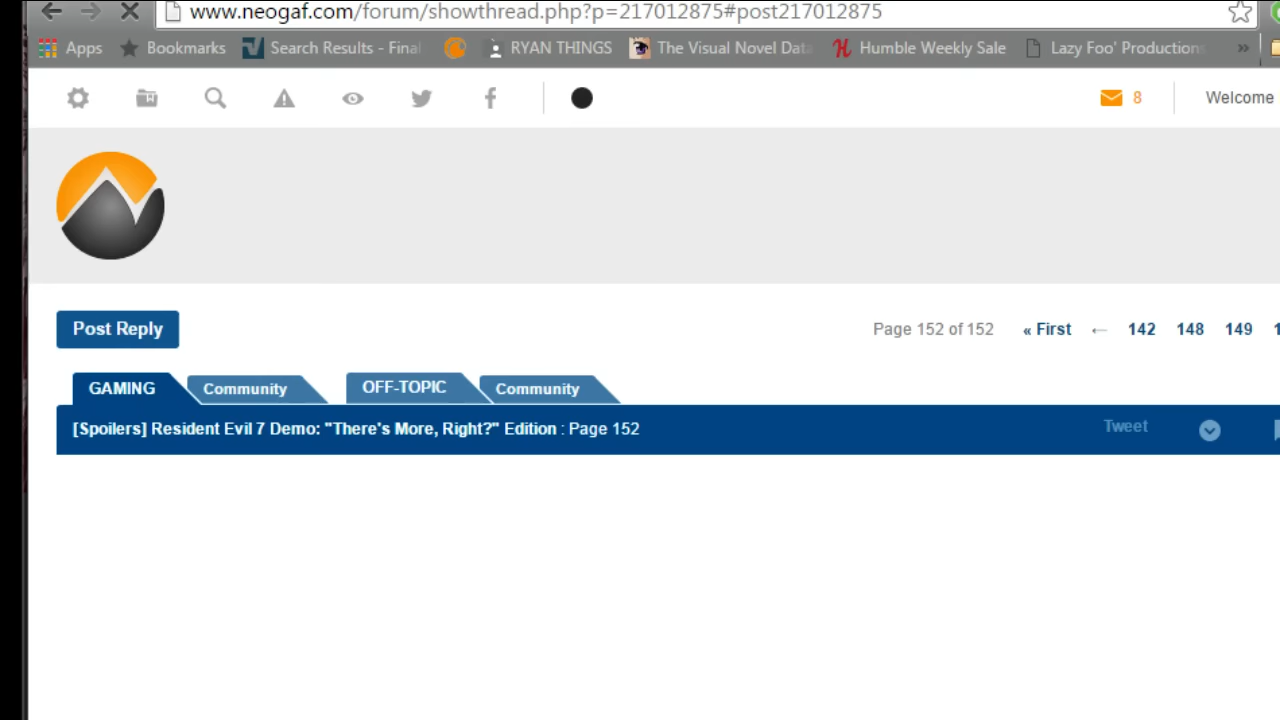 www.neogaf.com/forum/showthread.php?p=217012875#post217012875
Apps Bookmarks Search Results - Final RYAN THINGS The Visual Novel Data Humble Weekly Sale Lazy Foo' Productions »
8 Welcome
Post Reply Page 152 of 152 « First ← 142 148 149 1
GAMING Community OFF-TOPIC Community
[Spoilers] Resident Evil 7 Demo: "There's More, Right?" Edition : Page 152 Tweet